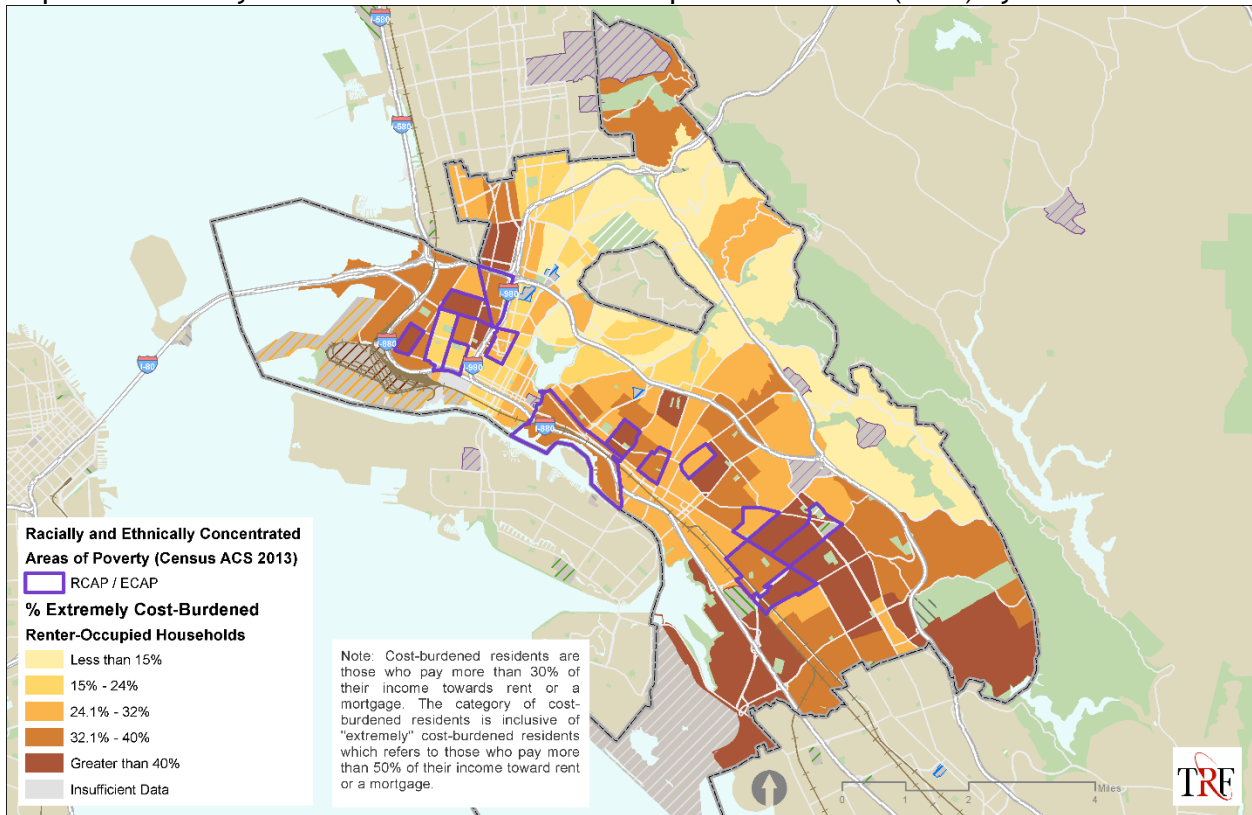 I-580
I-580
I-580
I-880
I-980
I-80
I-880
Racially and Ethnically Concentrated
Areas of Poverty (Census ACS 2013)
RCAP / ECAP
% Extremely Cost-Burdened
Renter-Occupied Households
Less than 15%
15% - 24%
24.1% - 32%
32.1% - 40%
Greater than 40%
Insufficient Data
Note: Cost-burdened residents are
those who pay more than 30% of
their income towards rent or a
mortgage. The category of cost-
burdened residents is inclusive of
"extremely" cost-burdened residents
which refers to those who pay more
than 50% of their income toward rent
or a mortgage.
Miles
0 1 2 4
TRF